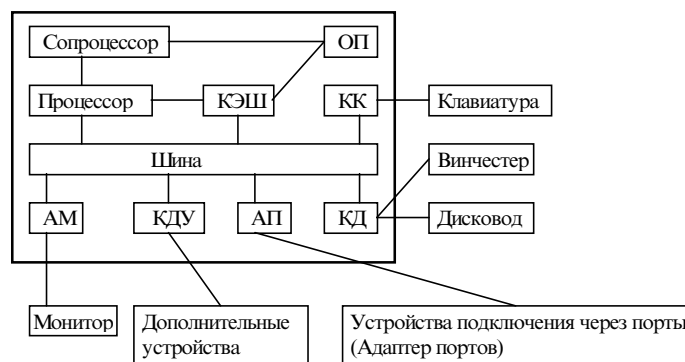 Сопроцессор
ОП
Процессор
КЭШ
КК
Клавиатура
Шина
Винчестер
АМ
КДУ
АП
КД
Дисковод
Монитор
Дополнительные
устройства
Устройства подключения через порты
(Адаптер портов)